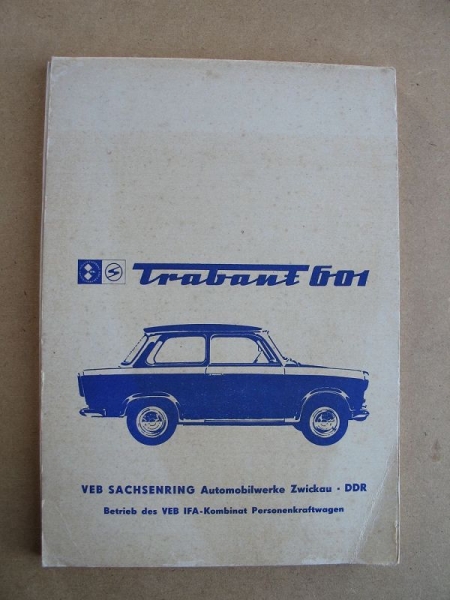 Trabant 601
VEB SACHSENRING Automobilwerke Zwickau · DDR
Betrieb des VEB IFA-Kombinat Personenkraftwagen